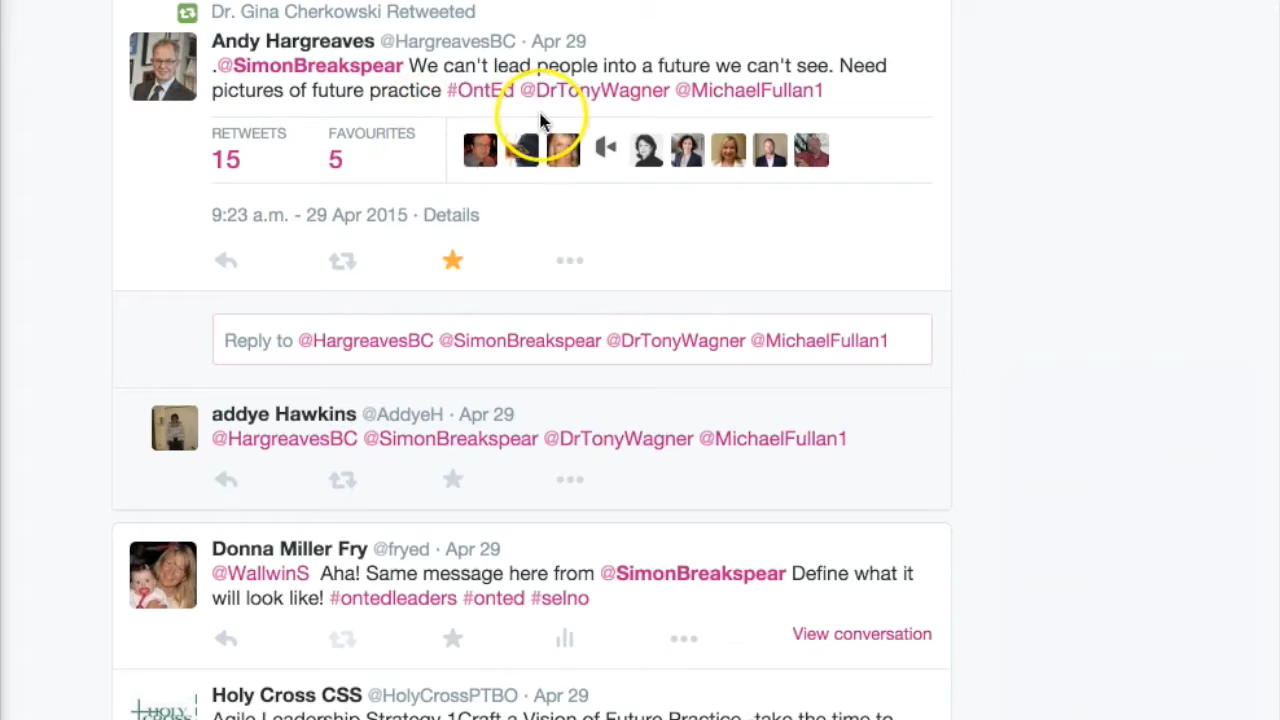 Dr. Gina Cherkowski Retweeted
Andy Hargreaves @HargreavesBC · Apr 29
.@SimonBreakspear We can't lead people into a future we can't see. Need
pictures of future practice #OntEd @DrTonyWagner @MichaelFullan1
RETWEETS FAVOURITES
15 5
9:23 a.m. - 29 Apr 2015 · Details
Reply to @HargreavesBC @SimonBreakspear @DrTonyWagner @MichaelFullan1
addye Hawkins @AddyeH · Apr 29
@HargreavesBC @SimonBreakspear @DrTonyWagner @MichaelFullan1
Donna Miller Fry @fryed · Apr 29
@WallwinS Aha! Same message here from @SimonBreakspear Define what it
will look like! #ontedleaders #onted #selno
View conversation
Holy Cross CSS @HolyCrossPTBO · Apr 29
HOLY
Agile Leadership Strategy 1Craft a Vision of Future Practice -take the time to